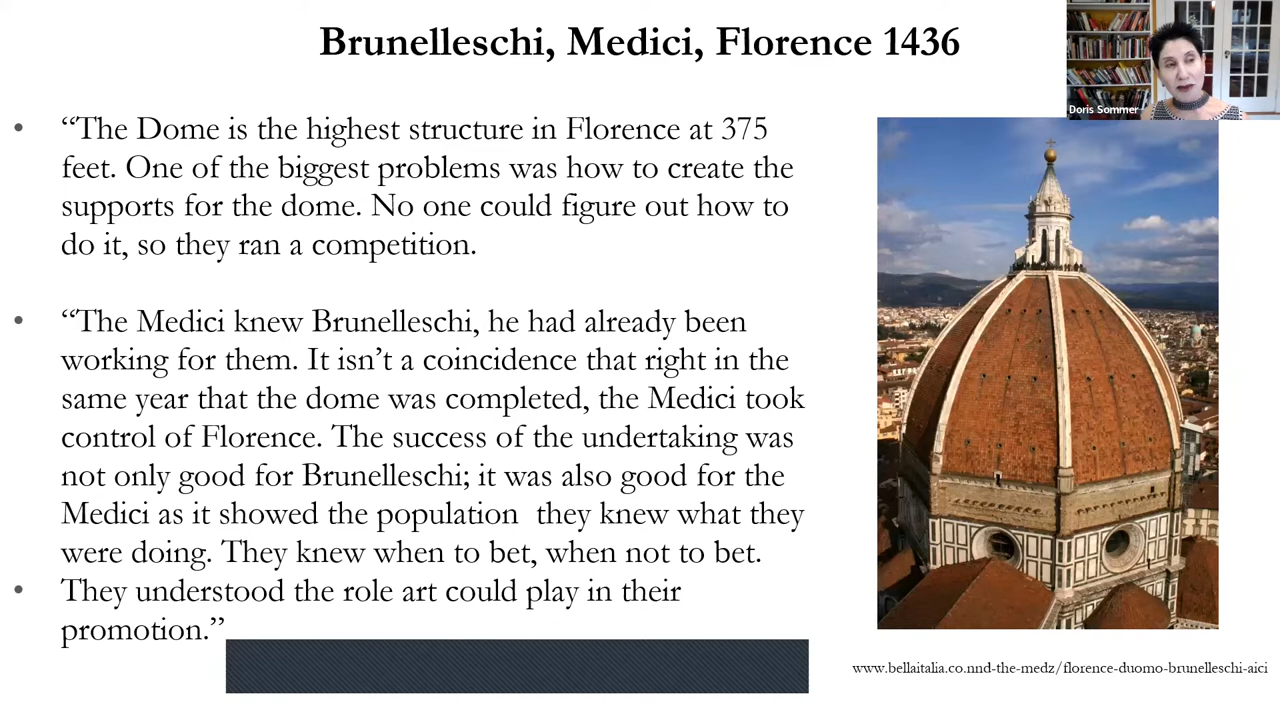 Brunelleschi, Medici, Florence 1436
Doris Sommer
• “The Dome is the highest structure in Florence at 375
feet. One of the biggest problems was how to create the
supports for the dome. No one could figure out how to
do it, so they ran a competition.
• “The Medici knew Brunelleschi, he had already been
working for them. It isn’t a coincidence that right in the
same year that the dome was completed, the Medici took
control of Florence. The success of the undertaking was
not only good for Brunelleschi; it was also good for the
Medici as it showed the population  they knew what they
were doing. They knew when to bet, when not to bet.
• They understood the role art could play in their
promotion.”
www.bellaitalia.co.nnd-the-medz/florence-duomo-brunelleschi-aici